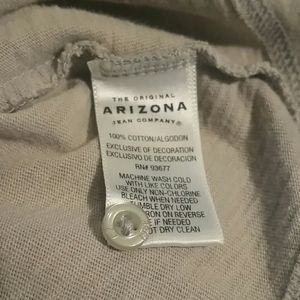 THE ORIGINAL
ARIZONA
JEAN COMPANY®
100% COTTON/ALGODON
EXCLUSIVE OF DECORATION
EXCLUSIVO DE DECORACION
RN# 93677
MACHINE WASH COLD
WITH LIKE COLORS
USE ONLY NON-CHLORINE
BLEACH WHEN NEEDED
TUMBLE DRY LOW
IRON ON REVERSE
IF NEEDED
NOT DRY CLEAN